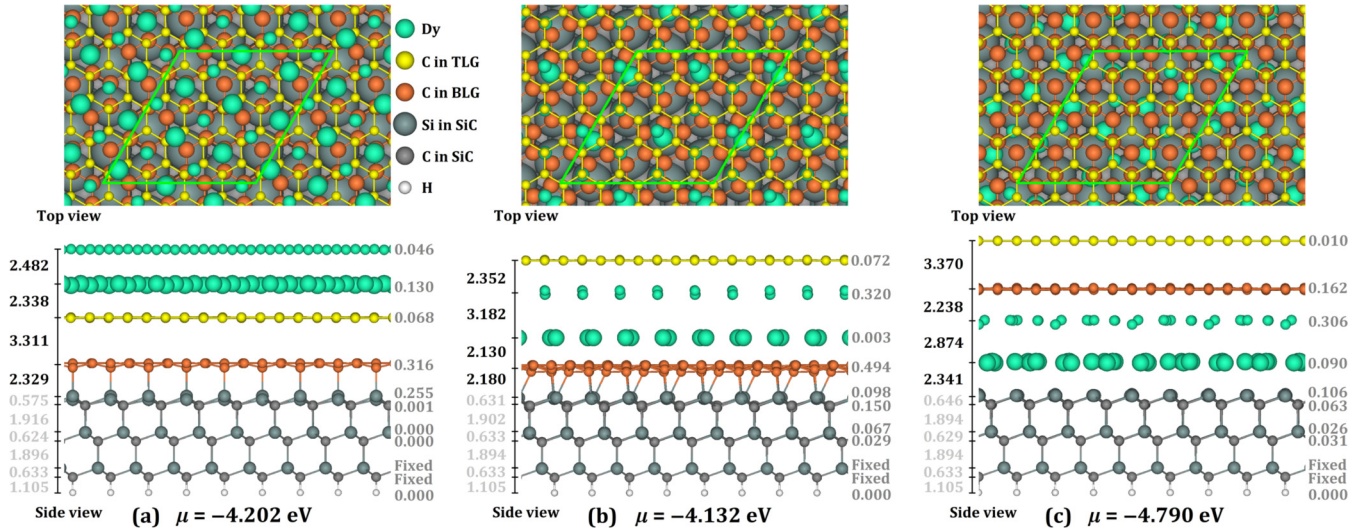 Dy
C in TLG
C in BLG
Si in SiC
C in SiC
H
Top view
2.482
2.338
3.311
2.329
0.575
1.916
0.624
1.894
0.633
1.105
0.046
0.130
0.068
0.316
0.255
0.001
0.000
0.000
Fixed
Fixed
0.000
Side view
(a) μ = −4.202 eV
Top view
2.352
3.182
2.130
2.180
0.631
1.902
0.633
1.894
0.633
1.105
0.072
0.320
0.003
0.494
0.098
0.150
0.067
0.029
Fixed
Fixed
0.000
Side view
(b) μ = −4.132 eV
Top view
3.370
2.238
2.874
2.341
0.646
1.894
0.629
1.894
0.633
1.105
0.010
0.162
0.306
0.090
0.106
0.063
0.026
0.031
Fixed
Fixed
0.000
Side view
(c) μ = −4.790 eV